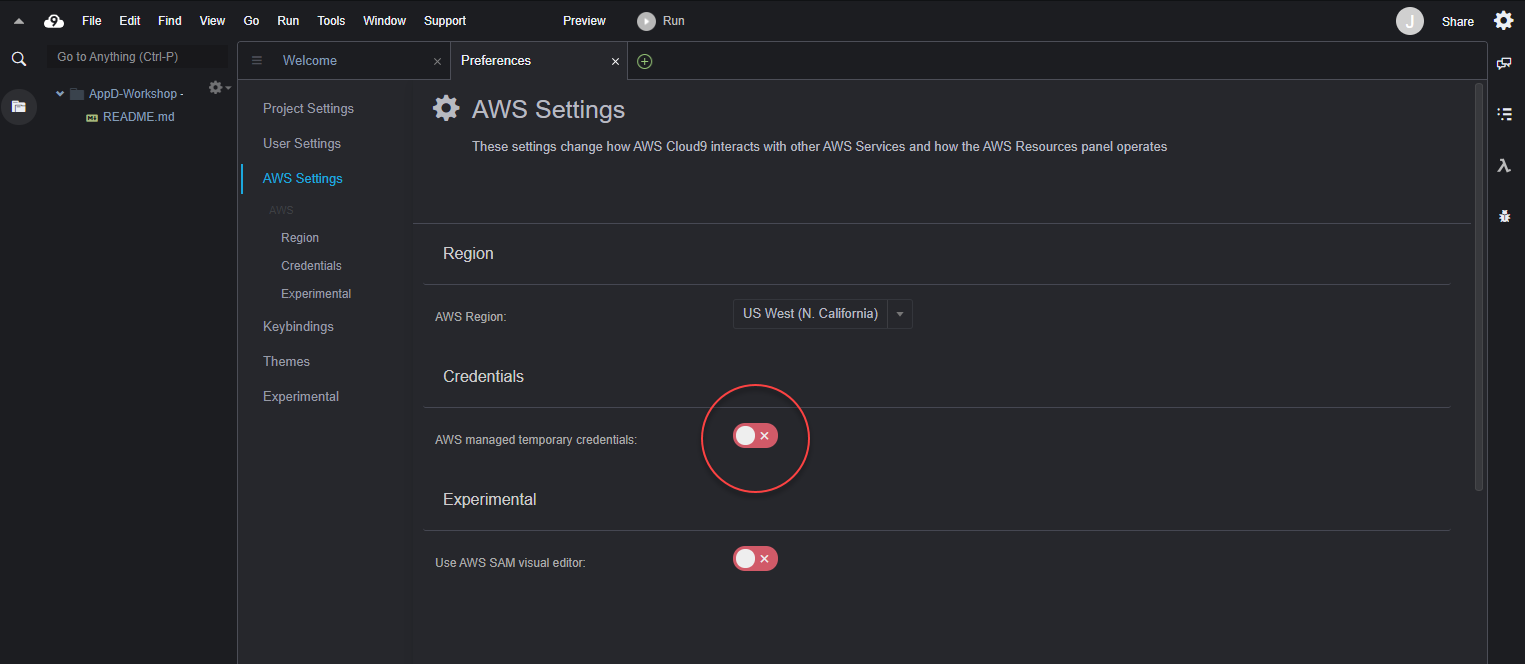 File Edit Find View Go Run Tools Window Support Preview Run J Share
Go to Anything (Ctrl-P)
AppD-Workshop -
README.md
Welcome
Preferences
Project Settings
User Settings
AWS Settings
AWS
Region
Credentials
Experimental
Keybindings
Themes
Experimental
AWS Settings
These settings change how AWS Cloud9 interacts with other AWS Services and how the AWS Resources panel operates
Region
AWS Region: US West (N. California)
Credentials
AWS managed temporary credentials:
Experimental
Use AWS SAM visual editor: